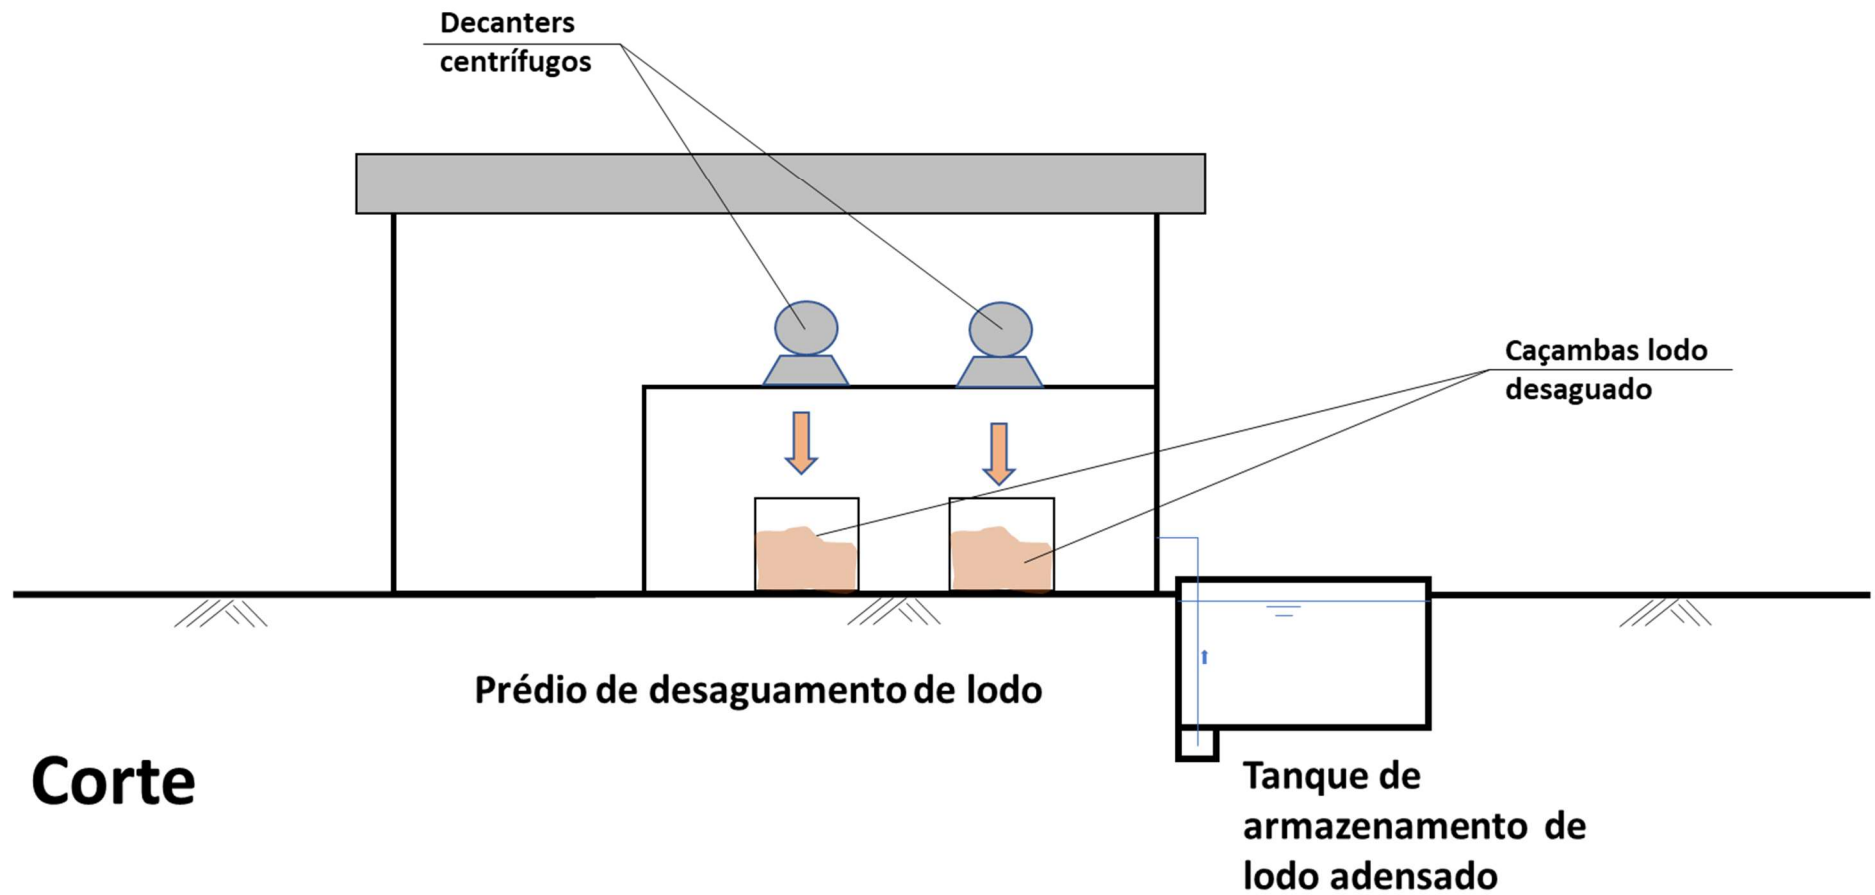 Decanters
centrífugos
Caçambas lodo
desaguado
Prédio de desaguamento de lodo
Corte
Tanque de
armazenamento de
lodo adensado